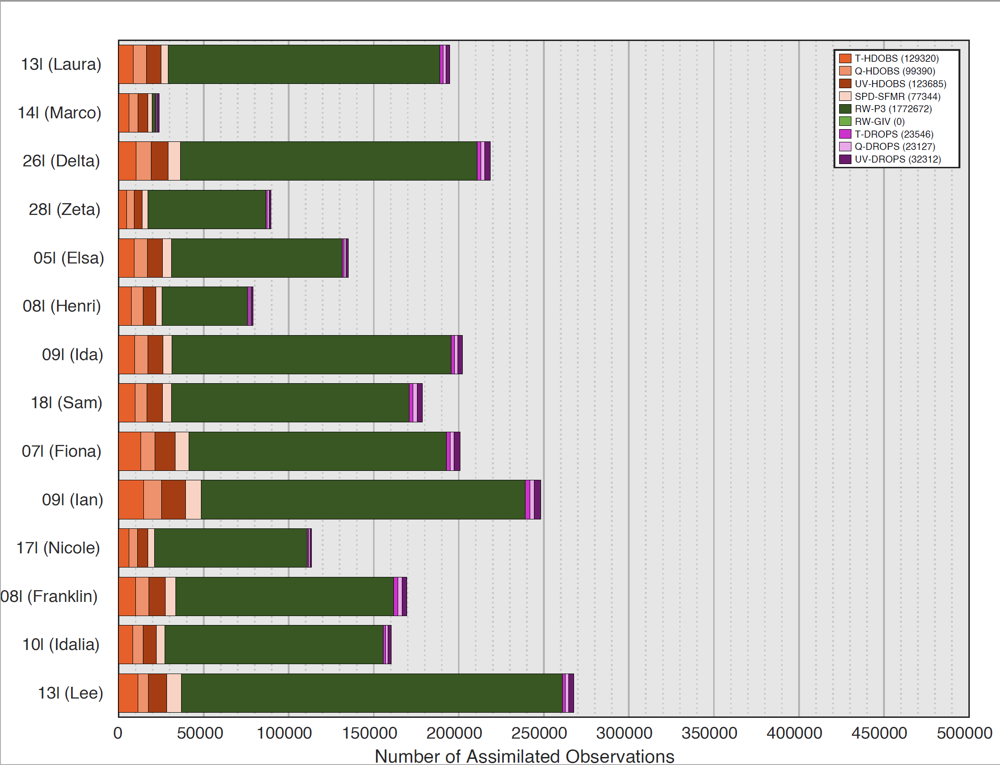 13l (Laura)
14l (Marco)
26l (Delta)
28l (Zeta)
05l (Elsa)
08l (Henri)
09l (Ida)
18l (Sam)
07l (Fiona)
09l (Ian)
17l (Nicole)
08l (Franklin)
10l (Idalia)
13l (Lee)
T-HDOBS (129320)
Q-HDOBS (99390)
UV-HDOBS (123685)
SPD-SFMR (77344)
RW-P3 (1772672)
RW-GIV (0)
T-DROPS (23546)
Q-DROPS (23127)
UV-DROPS (32312)
0 50000 100000 150000 200000 250000 300000 350000 400000 450000 500000
Number of Assimilated Observations